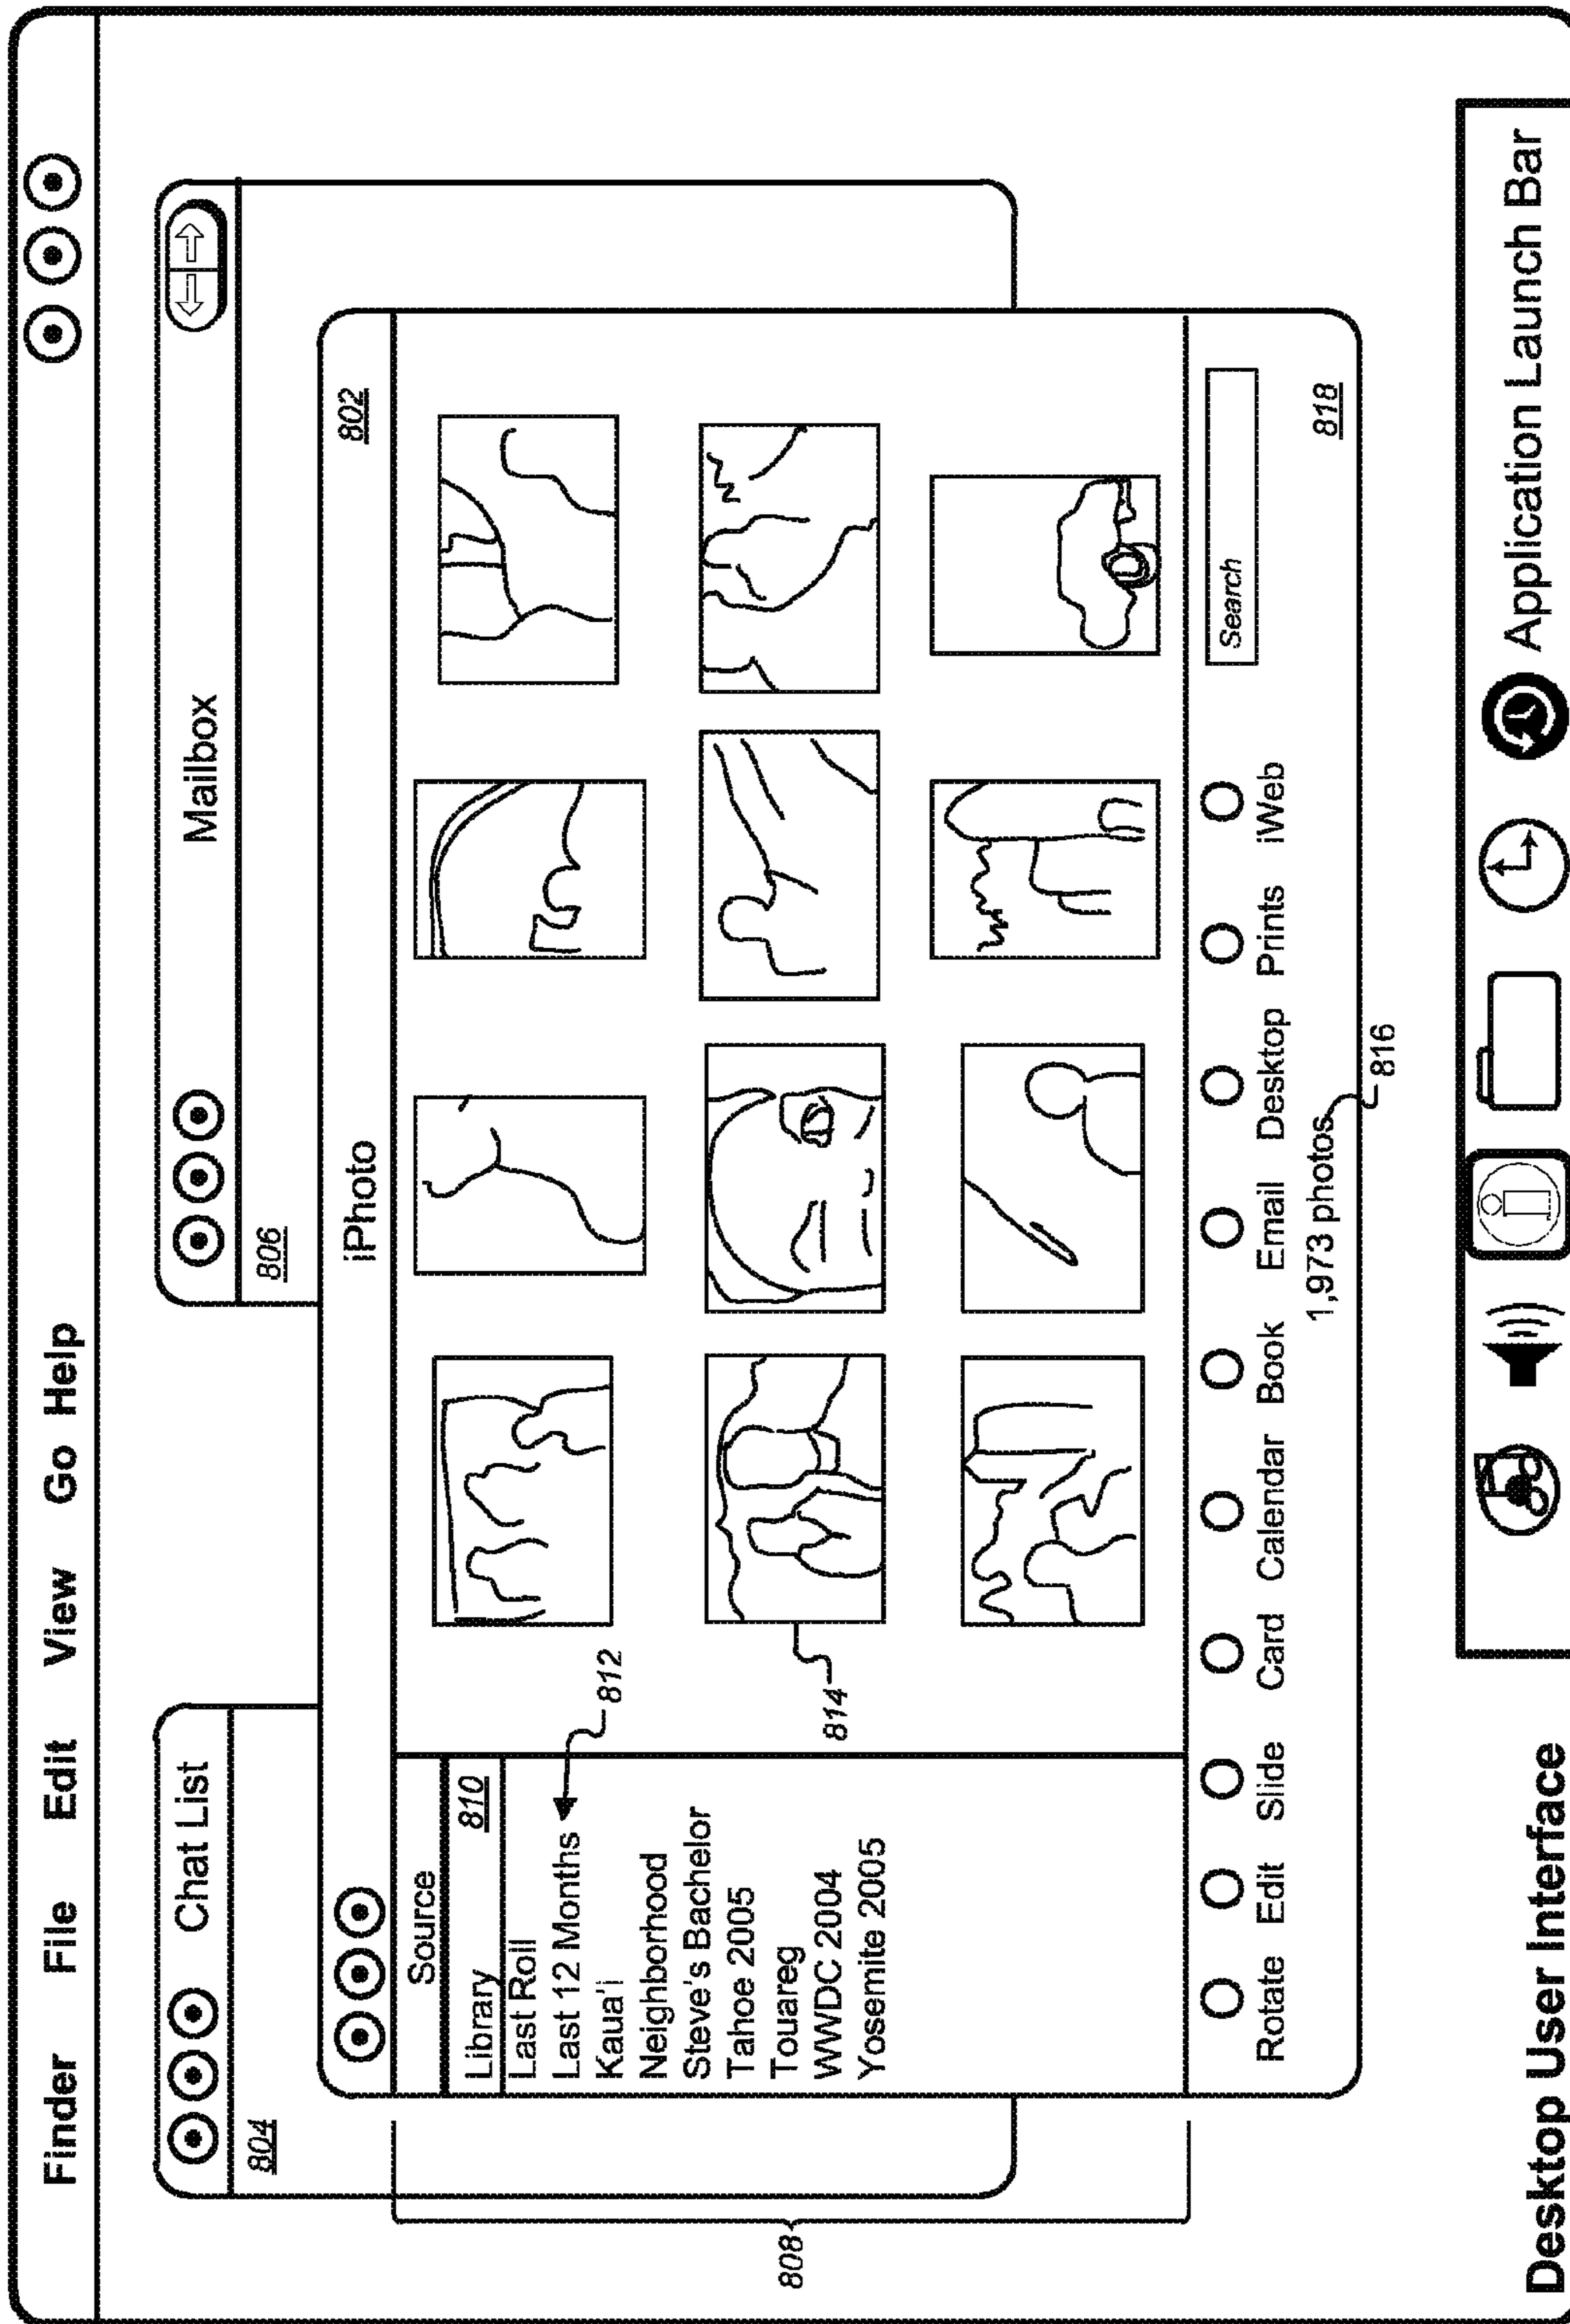 Finder File Edit View Go Help
Chat List
804
Mailbox
806
iPhoto
802
Source
810
Library
Last Roll
Last 12 Months
812
Kaua'i
Neighborhood
Steve's Bachelor
Tahoe 2005
Touareg
WWDC 2004
Yosemite 2005
814
808
Rotate Edit Slide Card Calendar Book Email Desktop Prints iWeb
Search
1,973 photos
818
816
Desktop User Interface
Application Launch Bar